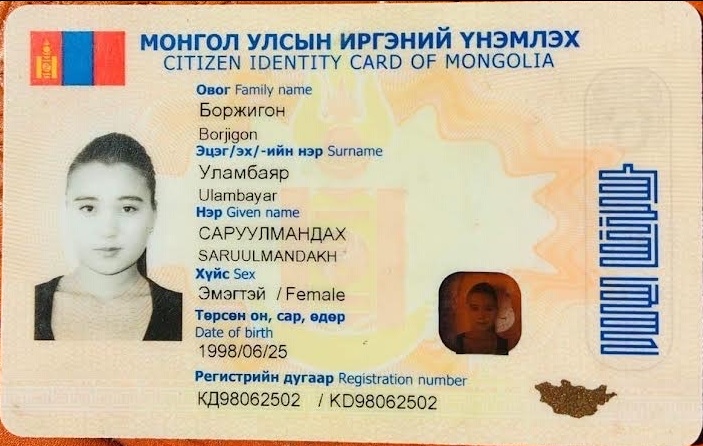 МОНГОЛ УЛСЫН ИРГЭНИЙ ҮНЭМЛЭХ
CITIZEN IDENTITY CARD OF MONGOLIA
Овог Family name
Боржигон
Borjigon
Эцэг/эх/-ийн нэр Surname
Уламбаяр
Ulambayar
Нэр Given name
САРУУЛМАНДАХ
SARUULMANDAKH
Хүйс Sex
Эмэгтэй / Female
Төрсөн он, сар, өдөр
Date of birth
1998/06/25
Регистрийн дугаар Registration number
КД98062502 / KD98062502